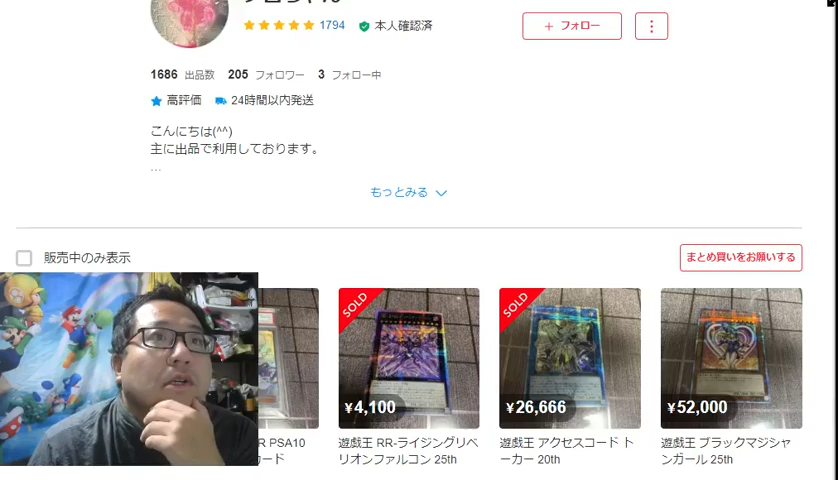 1794 本人確認済
＋ フォロー
1686 出品数 205 フォロワー 3 フォロー中
高評価 24時間以内発送
こんにちは(^^)
主に出品で利用しております。
...
もっとみる
販売中のみ表示
まとめ買いをお願いする
SOLD
SOLD
¥4,100
¥26,666
¥52,000
R PSA10
ード
遊戯王 RR-ライジングリベ
リオンファルコン 25th
遊戯王 アクセスコード ト
ーカー 20th
遊戯王 ブラックマジシャ
ンガール 25th